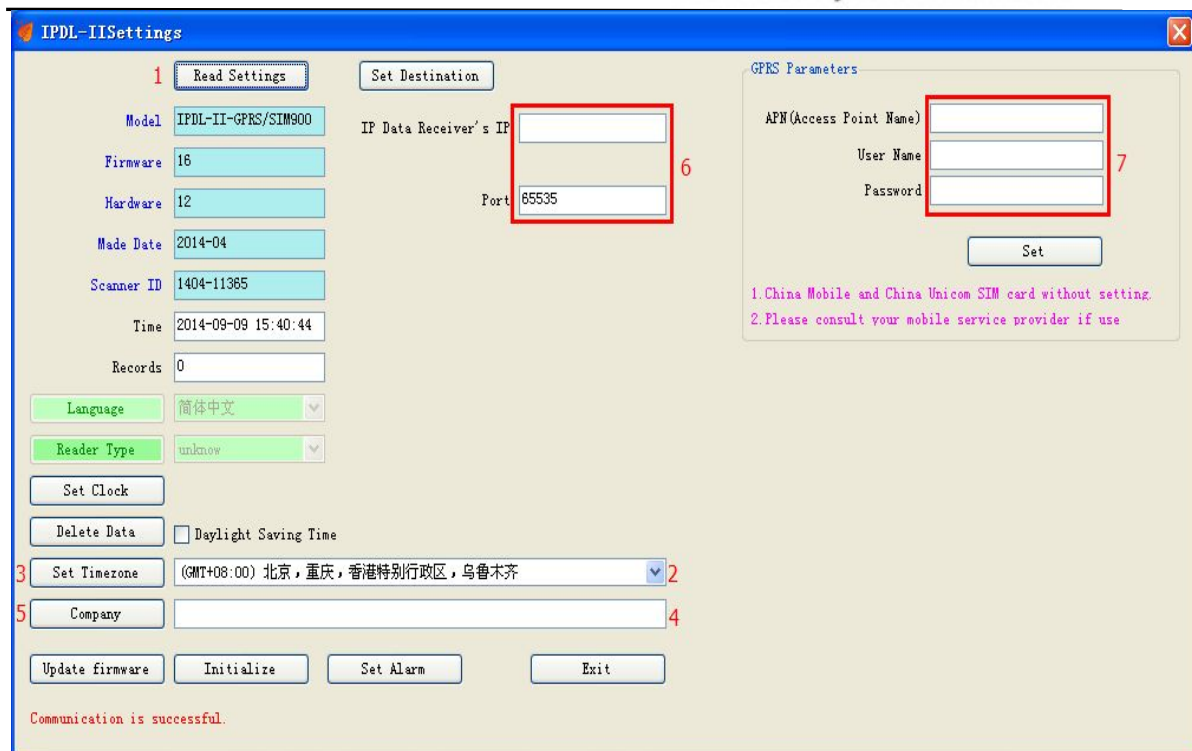 IPDL-IISettings
1 Read Settings
Set Destination
GPRS Parameters
Model IPDL-II-GPRS/SIM900
IP Data Receiver's IP
6
APN(Access Point Name)
Firmware 16
User Name
7
Hardware 12
Port 65535
Password
Made Date 2014-04
Set
Scanner ID 1404-11365
1.China Mobile and China Unicom SIM card without setting.
2.Please consult your mobile service provider if use
Time 2014-09-09 15:40:44
Records 0
Language 简体中文
Reader Type unknow
Set Clock
Delete Data Daylight Saving Time
3 Set Timezone (GMT+08:00) 北京，重庆，香港特别行政区，乌鲁木齐 2
5 Company 4
Update firmware Initialize Set Alarm Exit
Communication is successful.